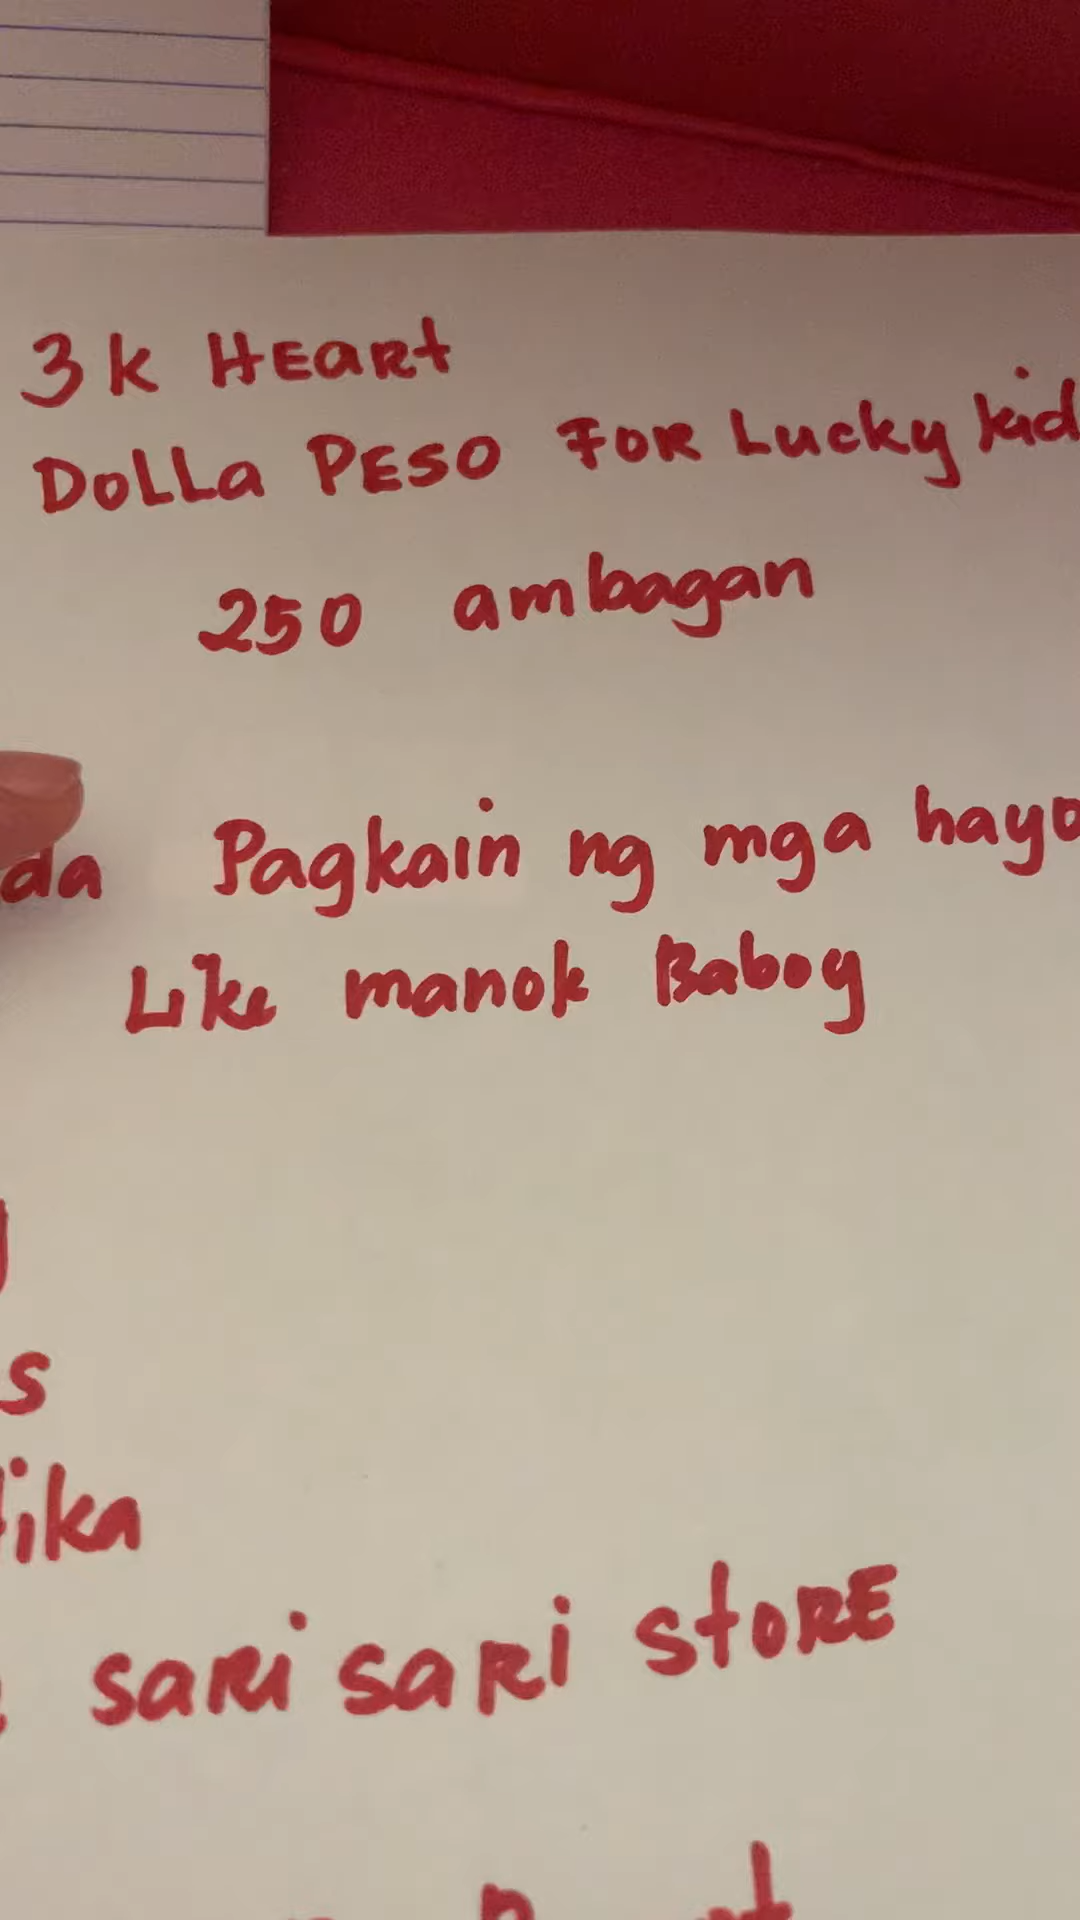 3k HEaRt
DoLLa PESO FOR Lucky kid
250 ambagan
da Pagkain ng mga hayo
Like manok Baboy
s
ika
saRi saRi stoRE